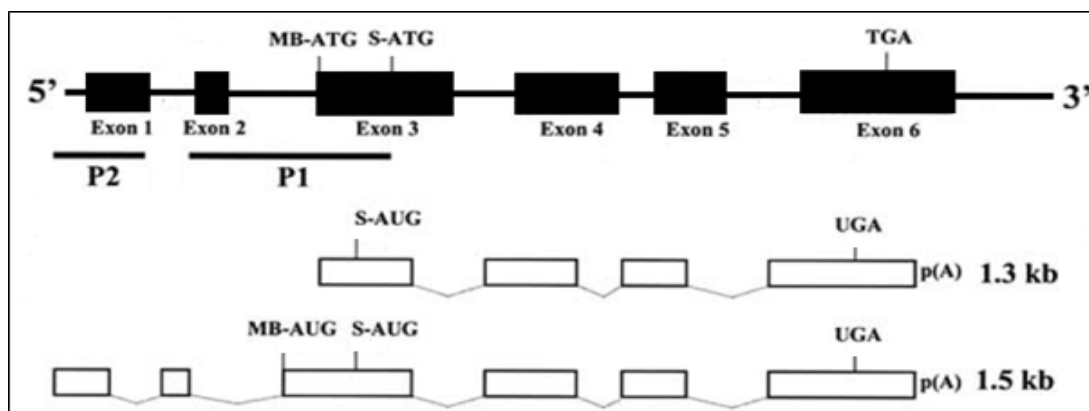 MB-ATG S-ATG TGA
5’ 3’
Exon 1 Exon 2 Exon 3 Exon 4 Exon 5 Exon 6
P2 P1
S-AUG UGA
p(A) 1.3 kb
MB-AUG S-AUG UGA
p(A) 1.5 kb